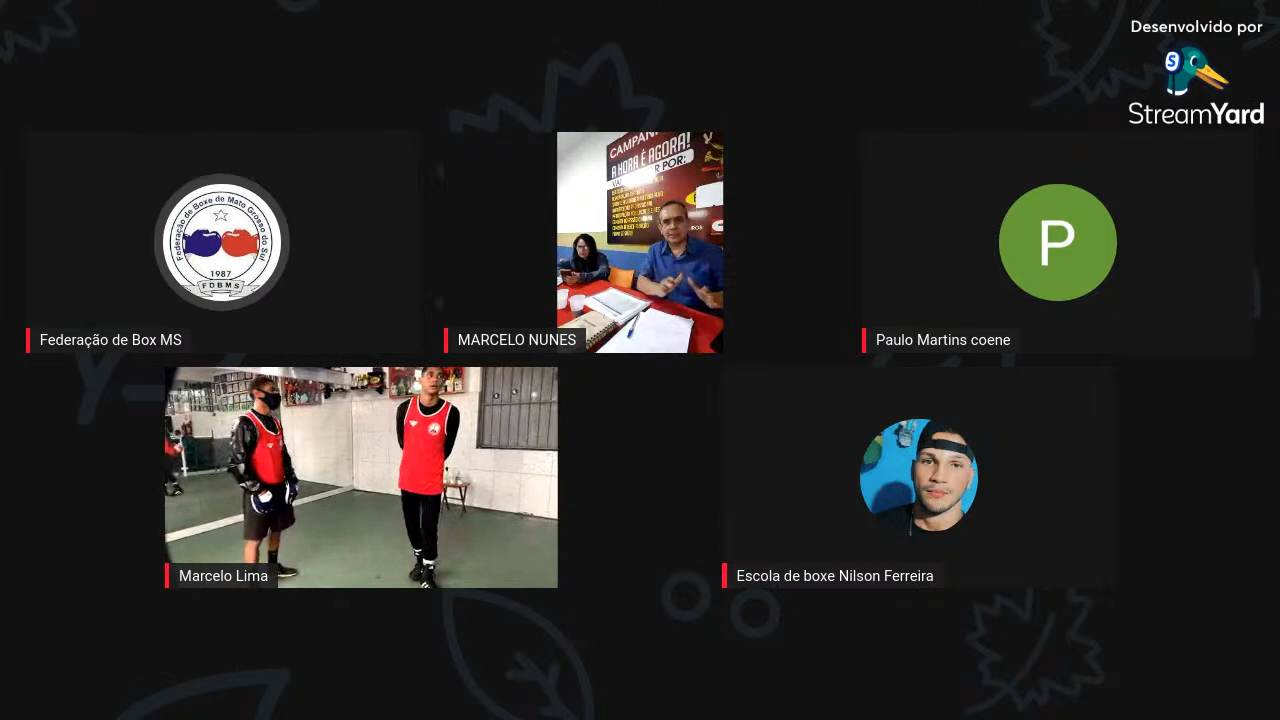 Desenvolvido por
StreamYard
Federação de Boxe de Mato Grosso do Sul
1987
FDBMS
Federação de Box MS
CAMPAN
A HORA É AGORA!
POR:
MARCELO NUNES
P
Paulo Martins coene
Marcelo Lima
Escola de boxe Nilson Ferreira